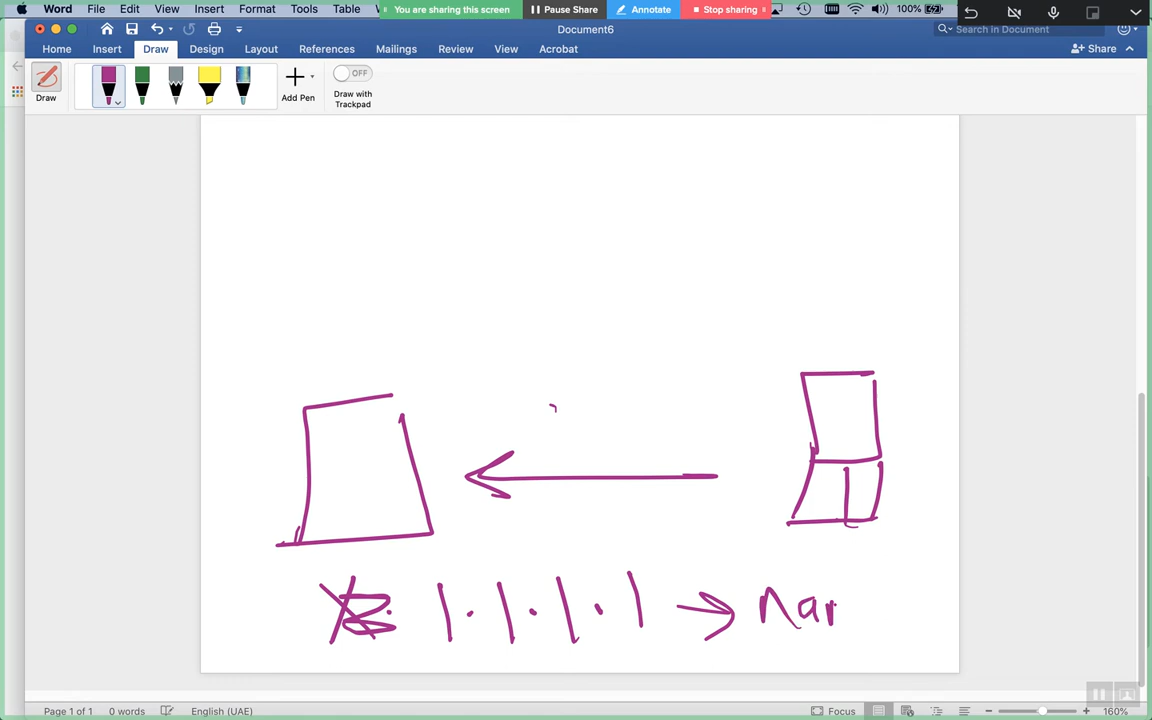 Word File Edit View Insert Format Tools Table You are sharing this screen Pause Share Annotate Stop sharing 100%
Document6 Search in Document
Home Insert Draw Design Layout References Mailings Review View Acrobat Share
OFF
Draw Add Pen Draw with
Trackpad
1.1.1.1 → nar
Page 1 of 1 0 words English (UAE) Focus 160%